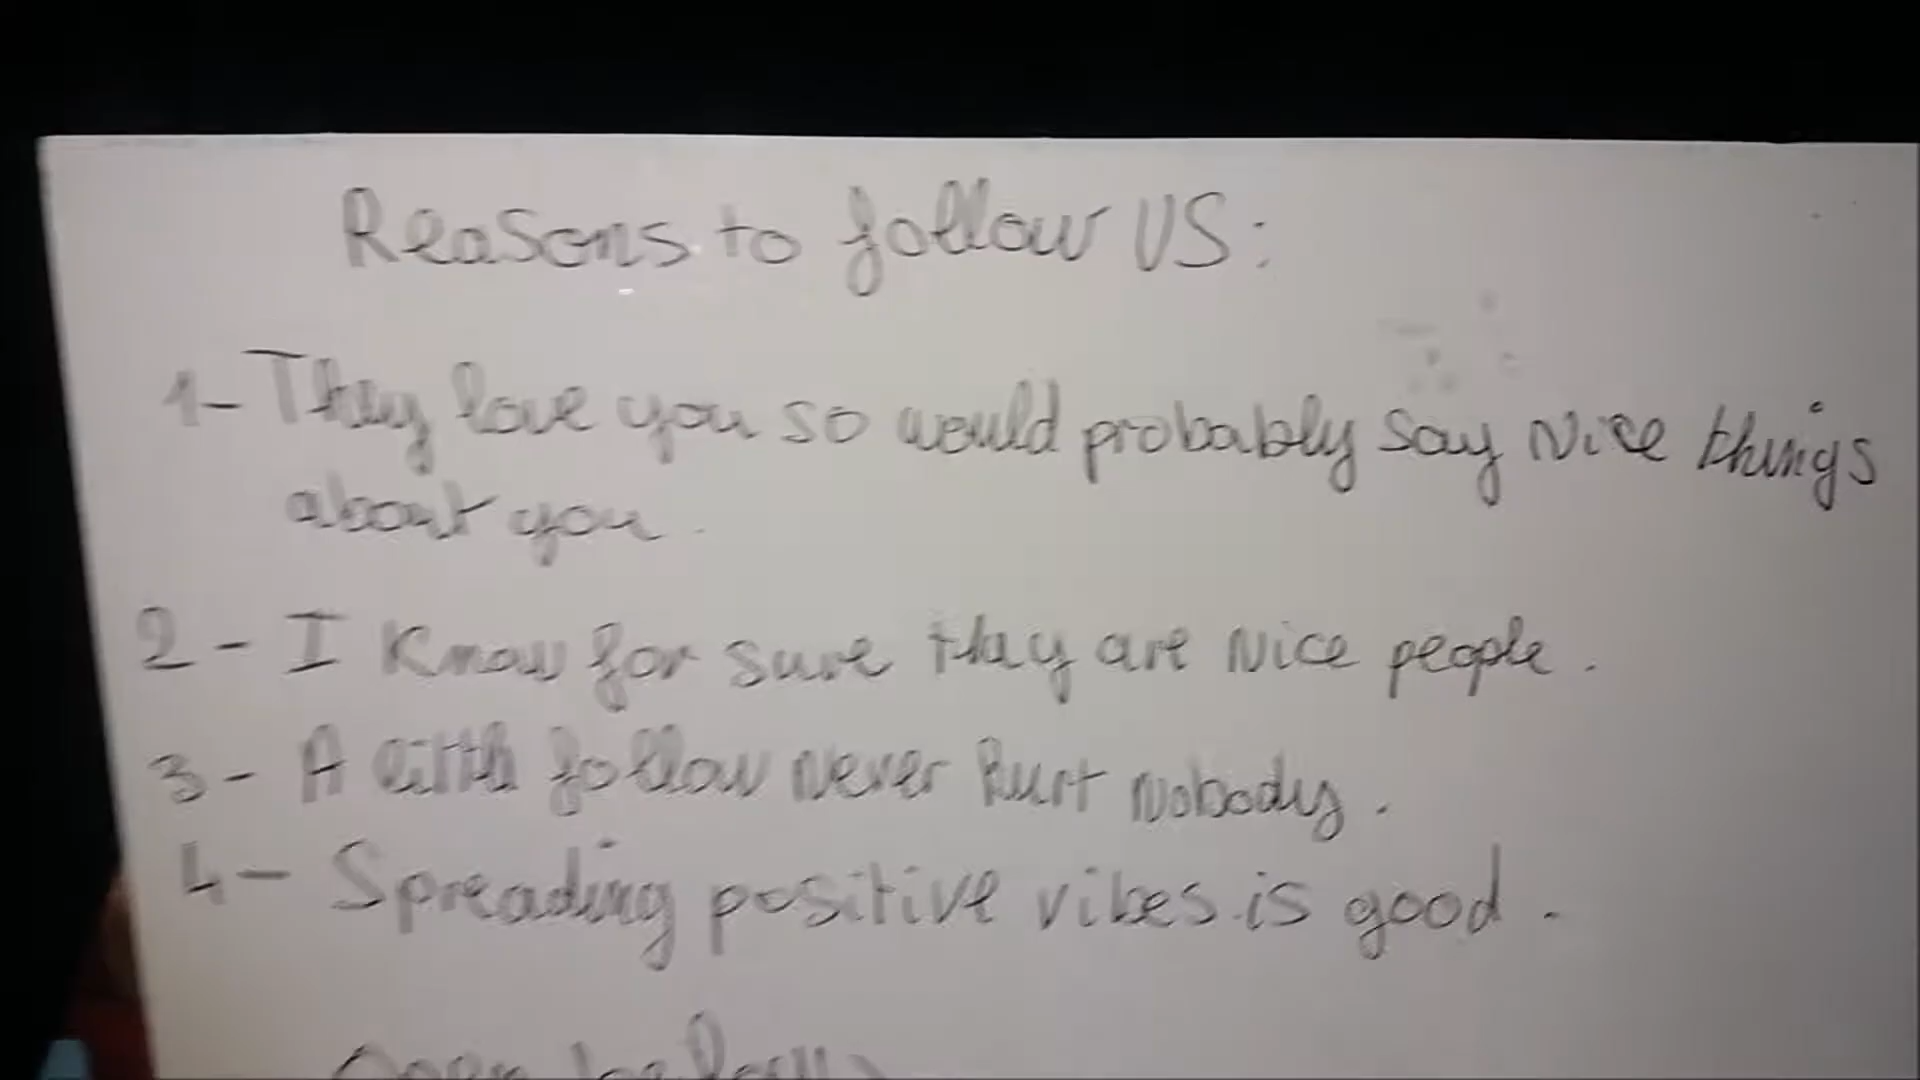 Reasons to follow US:
1- They love you so would probably say Nice things
about you.
2 - I Know for sure they are Nice people.
3 - A little follow Never hurt Nobody.
4 - Spreading positive vibes is good.